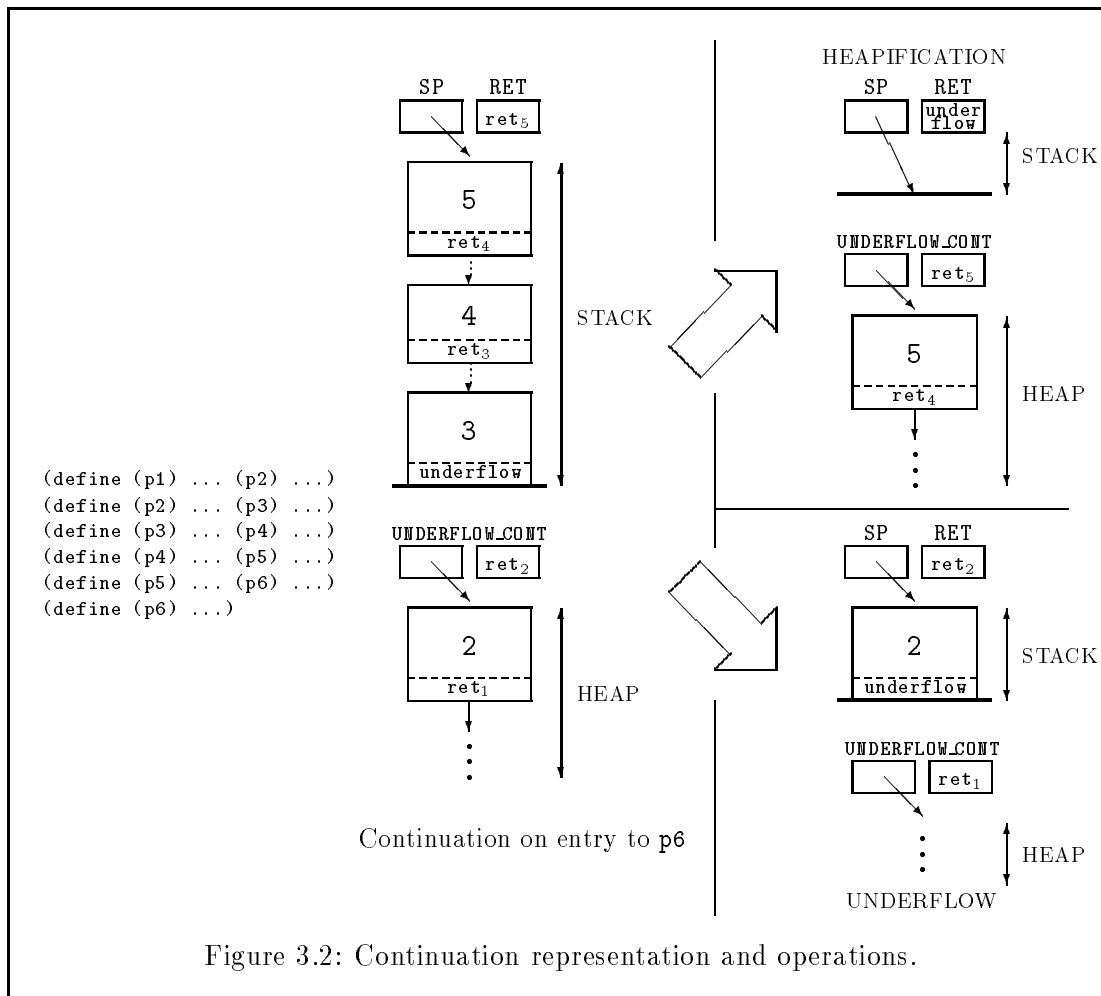 (define (p1) ... (p2) ...)
(define (p2) ... (p3) ...)
(define (p3) ... (p4) ...)
(define (p4) ... (p5) ...)
(define (p5) ... (p6) ...)
(define (p6) ...)
SP RET
ret₅
5
ret₄
4
ret₃
3
underflow
STACK
UNDERFLOW_CONT
ret₂
2
ret₁
HEAP
Continuation on entry to p6
HEAPIFICATION
SP RET
under
flow
STACK
UNDERFLOW_CONT
ret₅
5
ret₄
HEAP
SP RET
ret₂
2
underflow
STACK
UNDERFLOW_CONT
ret₁
HEAP
UNDERFLOW
Figure 3.2: Continuation representation and operations.